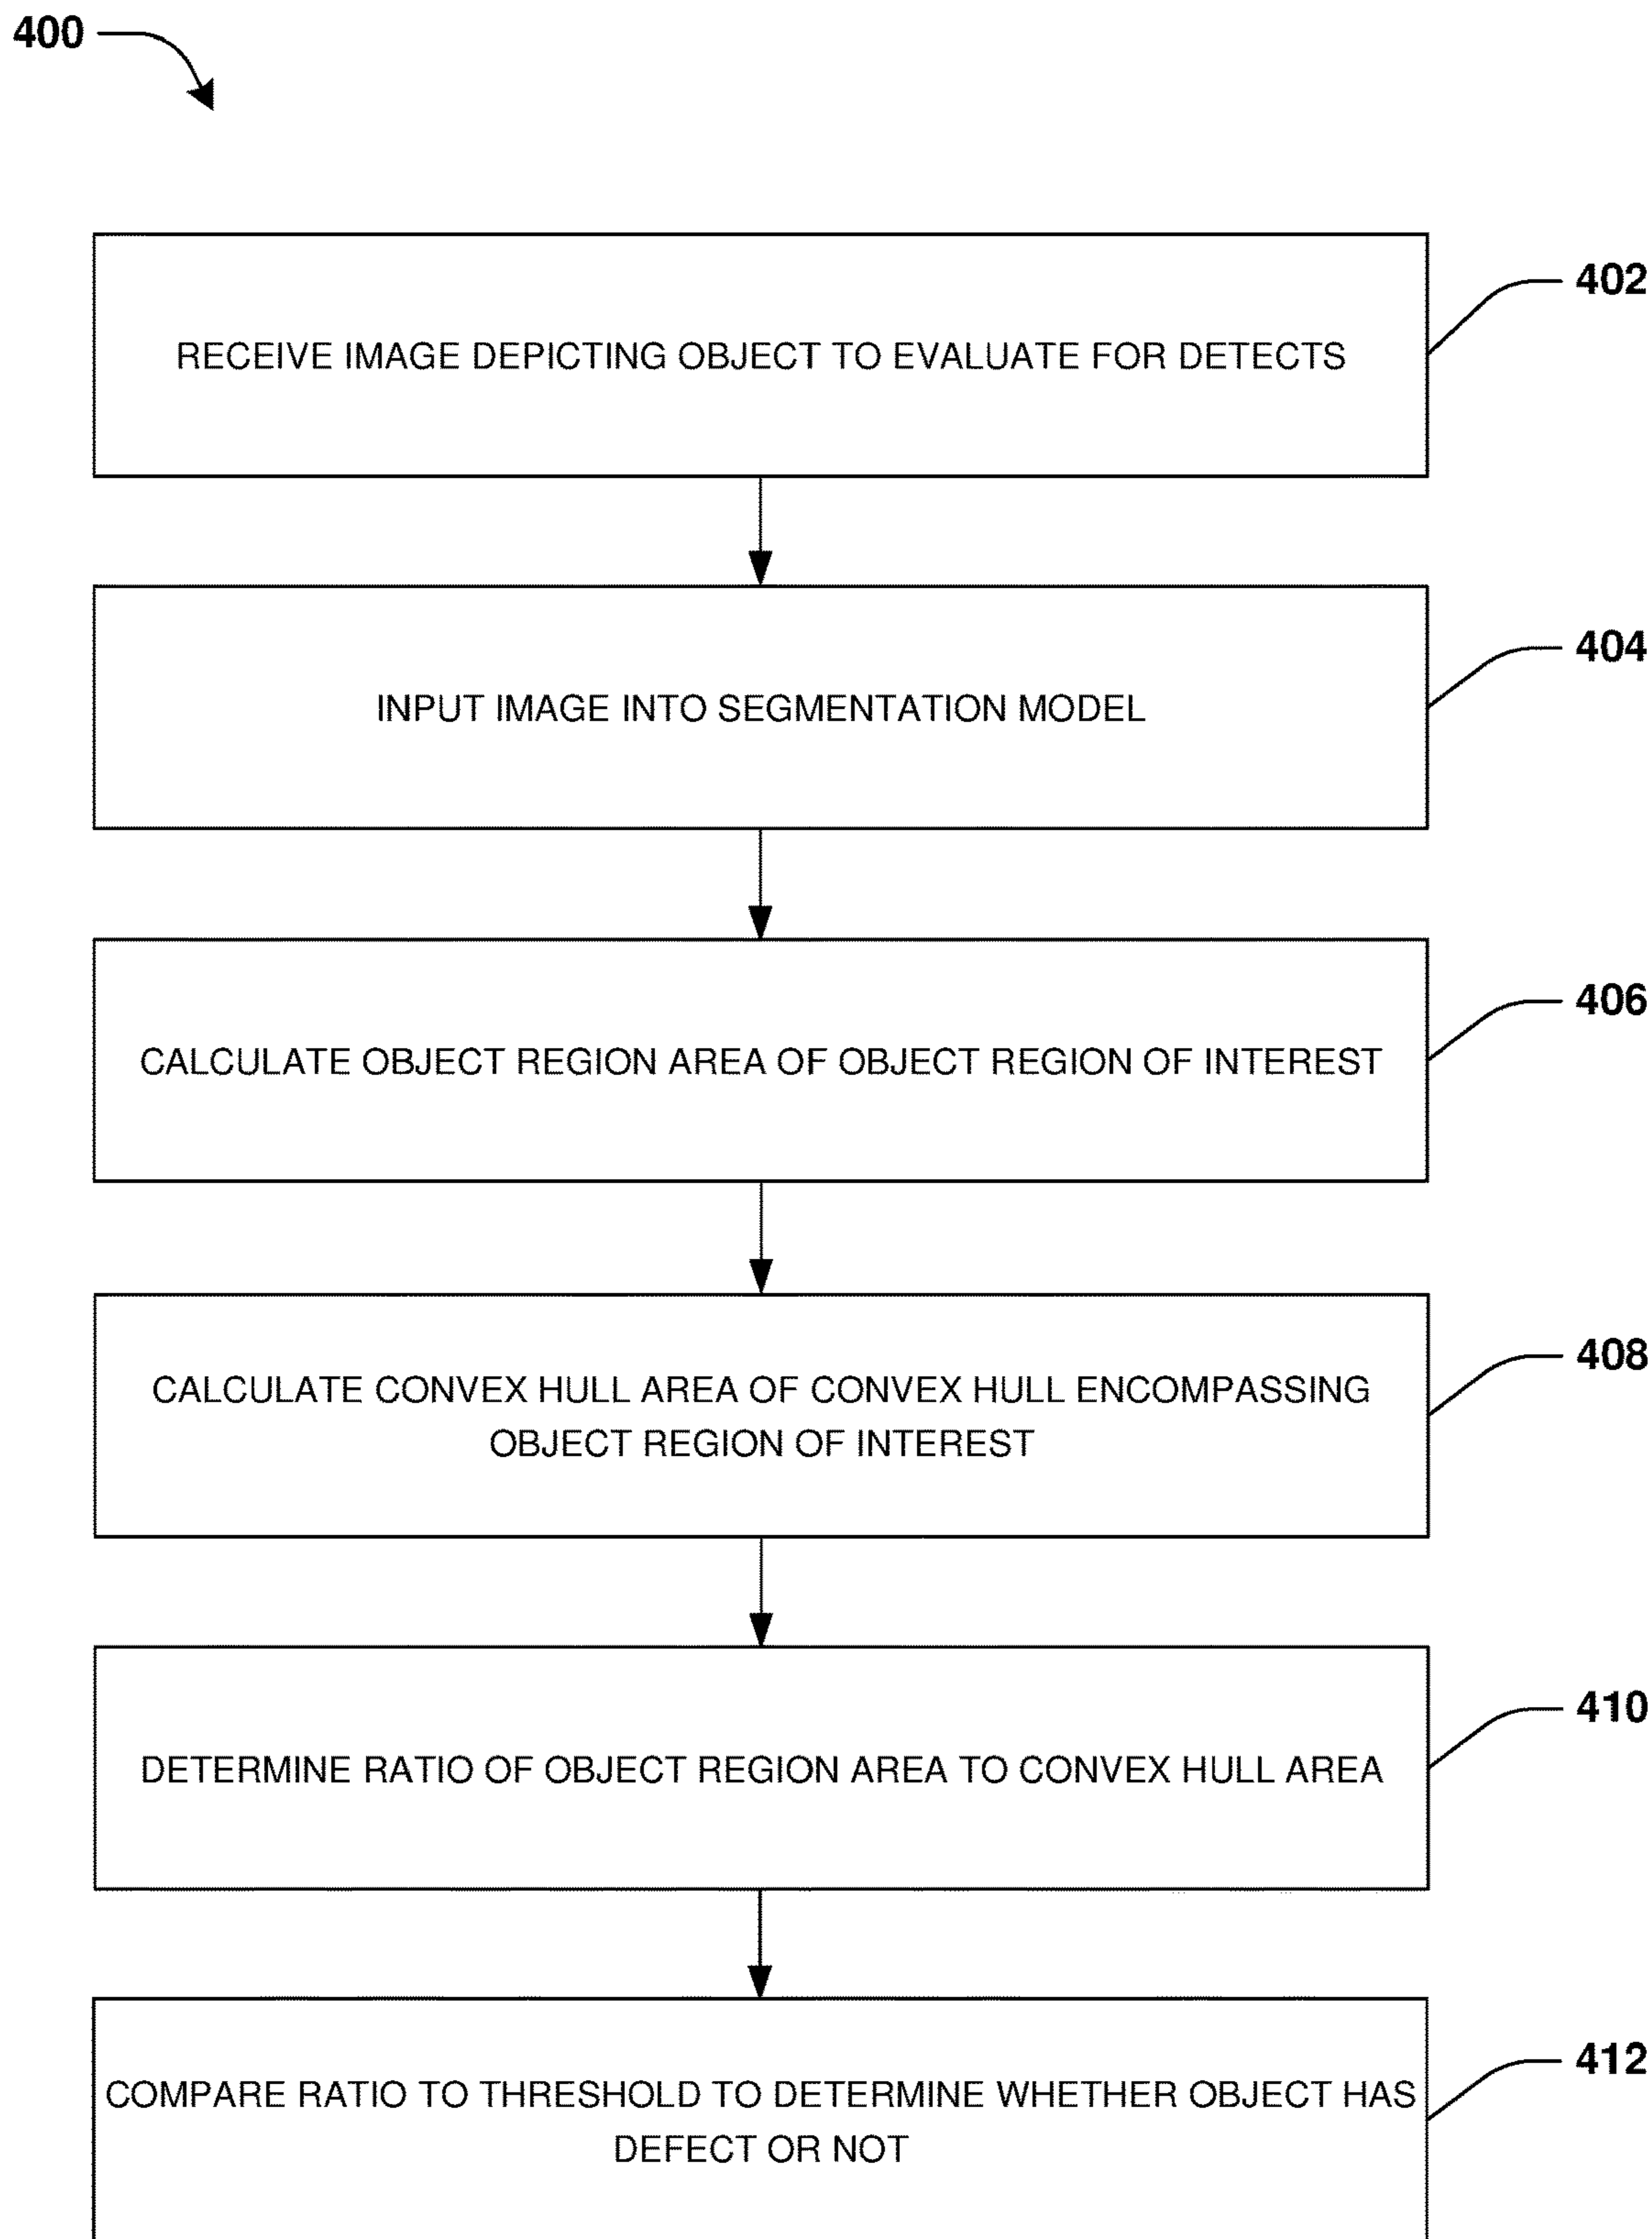 400
402
RECEIVE IMAGE DEPICTING OBJECT TO EVALUATE FOR DETECTS
404
INPUT IMAGE INTO SEGMENTATION MODEL
406
CALCULATE OBJECT REGION AREA OF OBJECT REGION OF INTEREST
408
CALCULATE CONVEX HULL AREA OF CONVEX HULL ENCOMPASSING
OBJECT REGION OF INTEREST
410
DETERMINE RATIO OF OBJECT REGION AREA TO CONVEX HULL AREA
412
COMPARE RATIO TO THRESHOLD TO DETERMINE WHETHER OBJECT HAS
DEFECT OR NOT